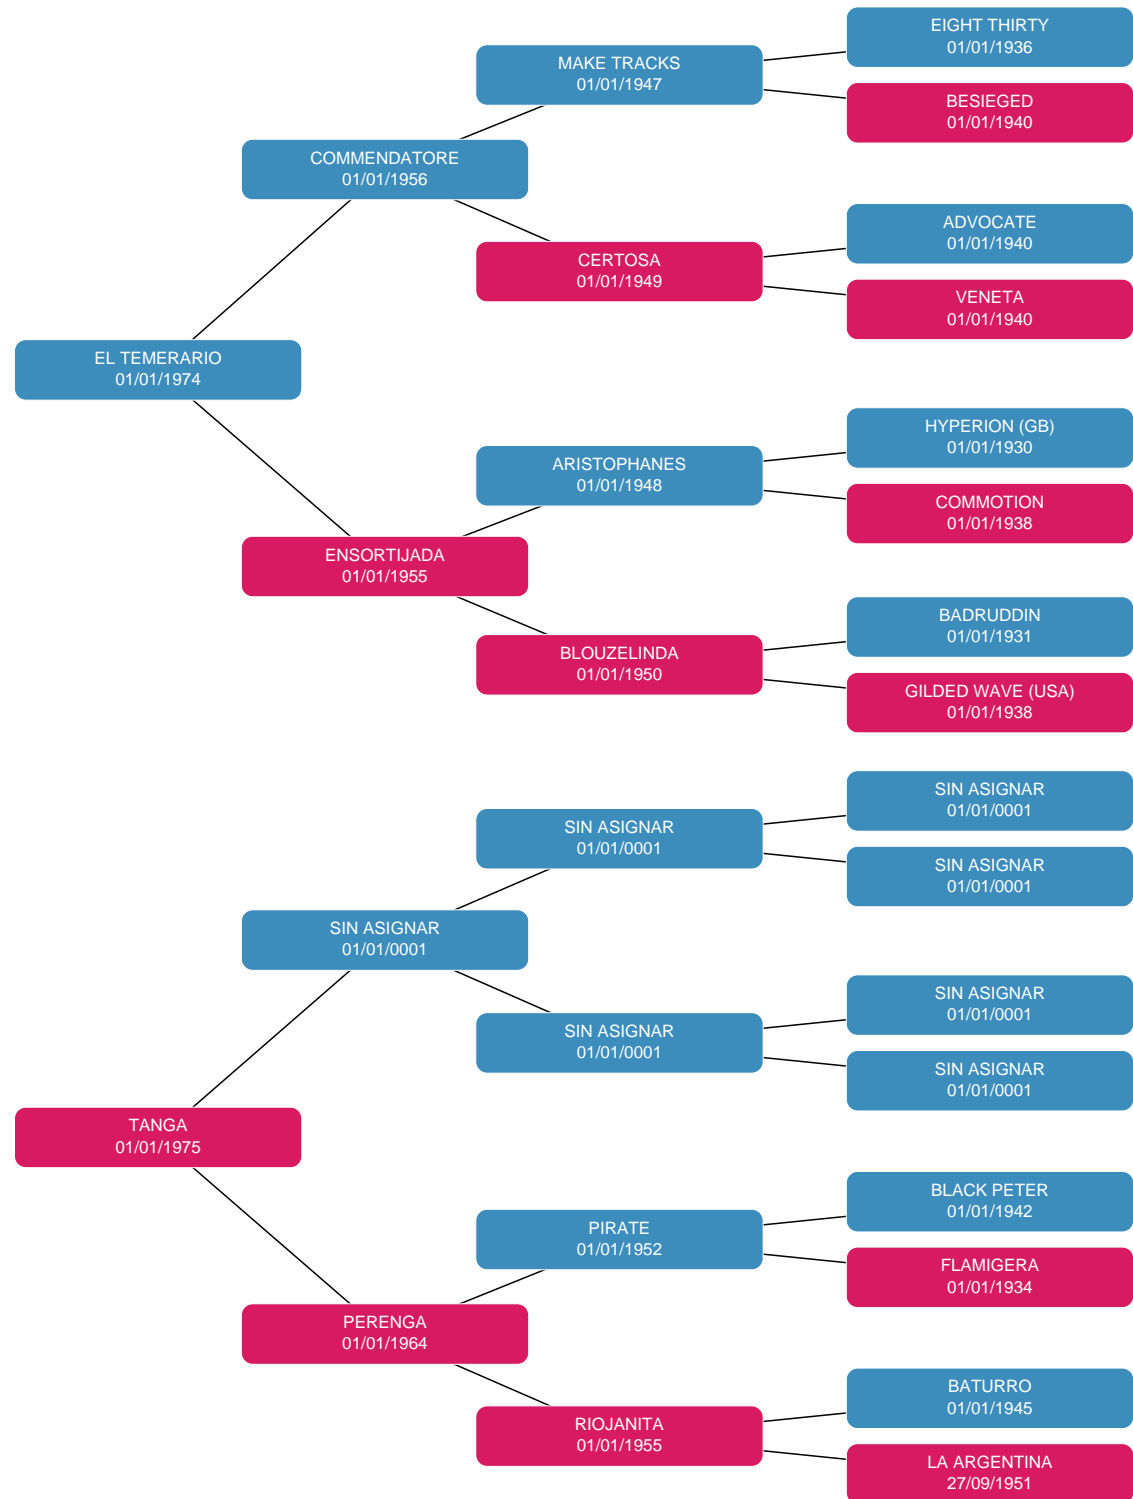 EIGHT THIRTY
01/01/1936
MAKE TRACKS
01/01/1947
BESIEGED
01/01/1940
COMMENDATORE
01/01/1956
ADVOCATE
01/01/1940
CERTOSA
01/01/1949
VENETA
01/01/1940
EL TEMERARIO
01/01/1974
HYPERION (GB)
01/01/1930
ARISTOPHANES
01/01/1948
COMMOTION
01/01/1938
ENSORTIJADA
01/01/1955
BADRUDDIN
01/01/1931
BLOUZELINDA
01/01/1950
GILDED WAVE (USA)
01/01/1938
SIN ASIGNAR
01/01/0001
SIN ASIGNAR
01/01/0001
SIN ASIGNAR
01/01/0001
SIN ASIGNAR
01/01/0001
SIN ASIGNAR
01/01/0001
SIN ASIGNAR
01/01/0001
SIN ASIGNAR
01/01/0001
TANGA
01/01/1975
BLACK PETER
01/01/1942
PIRATE
01/01/1952
FLAMIGERA
01/01/1934
PERENGA
01/01/1964
BATURRO
01/01/1945
RIOJANITA
01/01/1955
LA ARGENTINA
27/09/1951